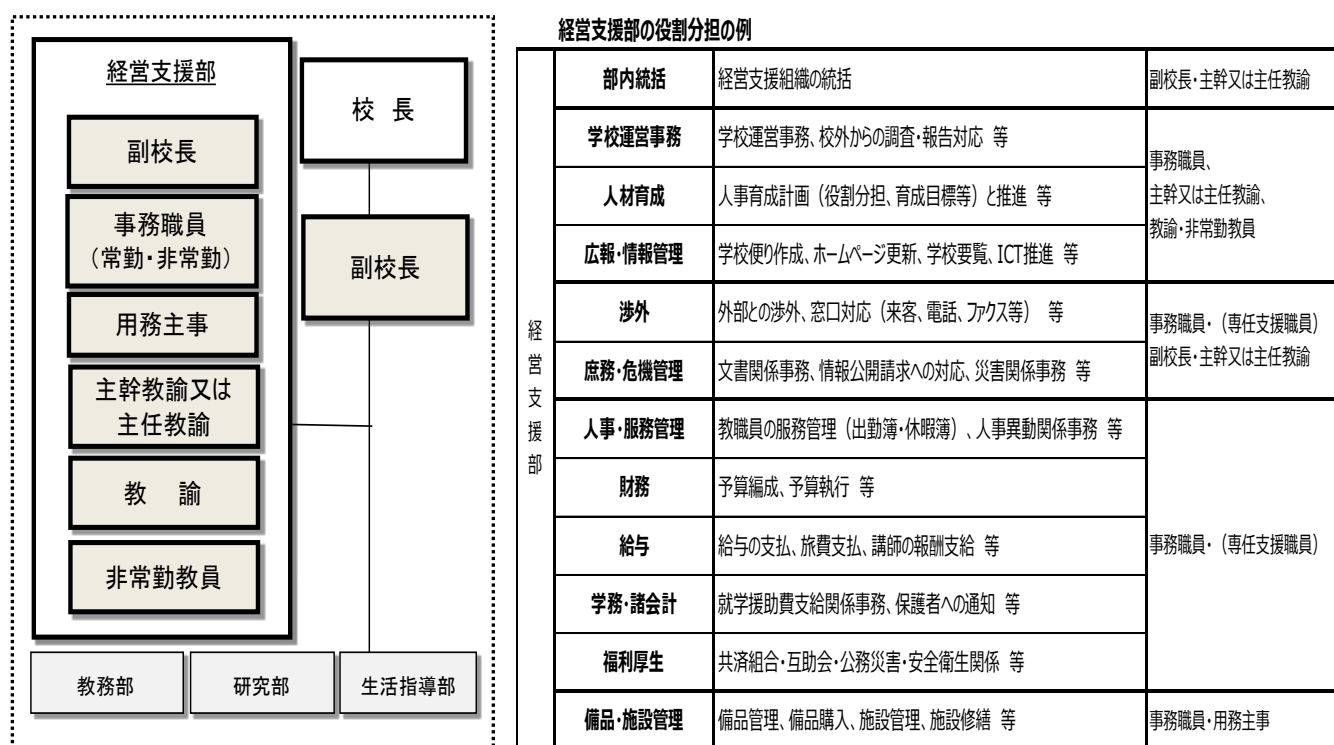 経営支援部
副校長
事務職員
（常勤・非常勤）
用務主事
主幹教諭又は
主任教諭
教　諭
非常勤教員
校　長
副校長
教務部
研究部
生活指導部
経営支援部の役割分担の例
経営支援部
部内統括 経営支援組織の統括 副校長・主幹又は主任教諭
学校運営事務 学校運営事務、校外からの調査・報告対応 等
人材育成 人事育成計画（役割分担、育成目標等）と推進 等
広報・情報管理 学校便り作成、ホームページ更新、学校要覧、ICT推進 等
事務職員、
主幹又は主任教諭、
教諭・非常勤教員
渉外 外部との渉外、窓口対応（来客、電話、ファクス等） 等
庶務・危機管理 文書関係事務、情報公開請求への対応、災害関係事務 等
事務職員・（専任支援職員）
副校長・主幹又は主任教諭
人事・服務管理 教職員の服務管理（出勤簿・休暇簿）、人事異動関係事務 等
財務 予算編成、予算執行 等
給与 給与の支払、旅費支払、講師の報酬支給 等
学務・諸会計 就学援助費支給関係事務、保護者への通知 等
福利厚生 共済組合・互助会・公務災害・安全衛生関係 等
事務職員・（専任支援職員）
備品・施設管理 備品管理、備品購入、施設管理、施設修繕 等 事務職員・用務主事